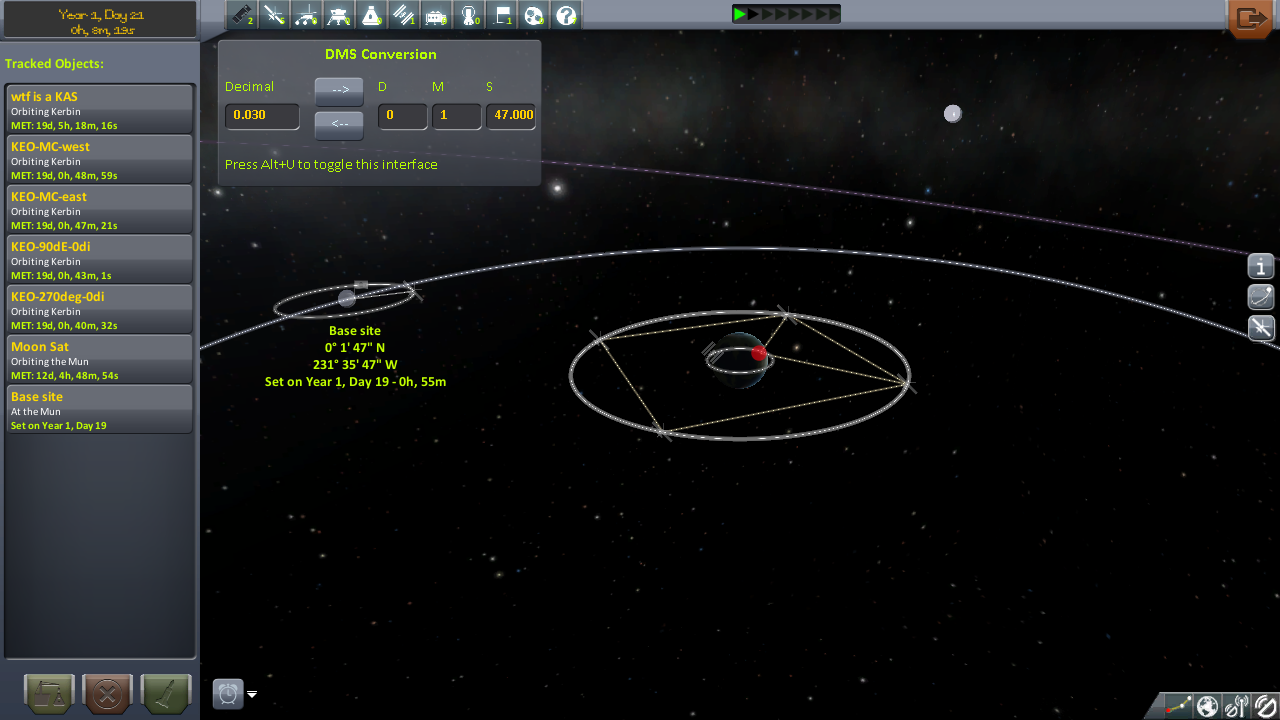 Year 1, Day 21
0h, 8m, 19s
Tracked Objects:
wtf is a KAS
Orbiting Kerbin
MET: 19d, 5h, 18m, 16s
KEO-MC-west
Orbiting Kerbin
MET: 19d, 0h, 48m, 59s
KEO-MC-east
Orbiting Kerbin
MET: 19d, 0h, 47m, 21s
KEO-90dE-0di
Orbiting Kerbin
MET: 19d, 0h, 43m, 1s
KEO-270deg-0di
Orbiting Kerbin
MET: 19d, 0h, 40m, 32s
Moon Sat
Orbiting the Mun
MET: 12d, 4h, 48m, 54s
Base site
At the Mun
Set on Year 1, Day 19
DMS Conversion
Decimal --> D M S
0.030 <-- 0 1 47.000
Press Alt+U to toggle this interface
Base site
0° 1' 47" N
231° 35' 47" W
Set on Year 1, Day 19 - 0h, 55m